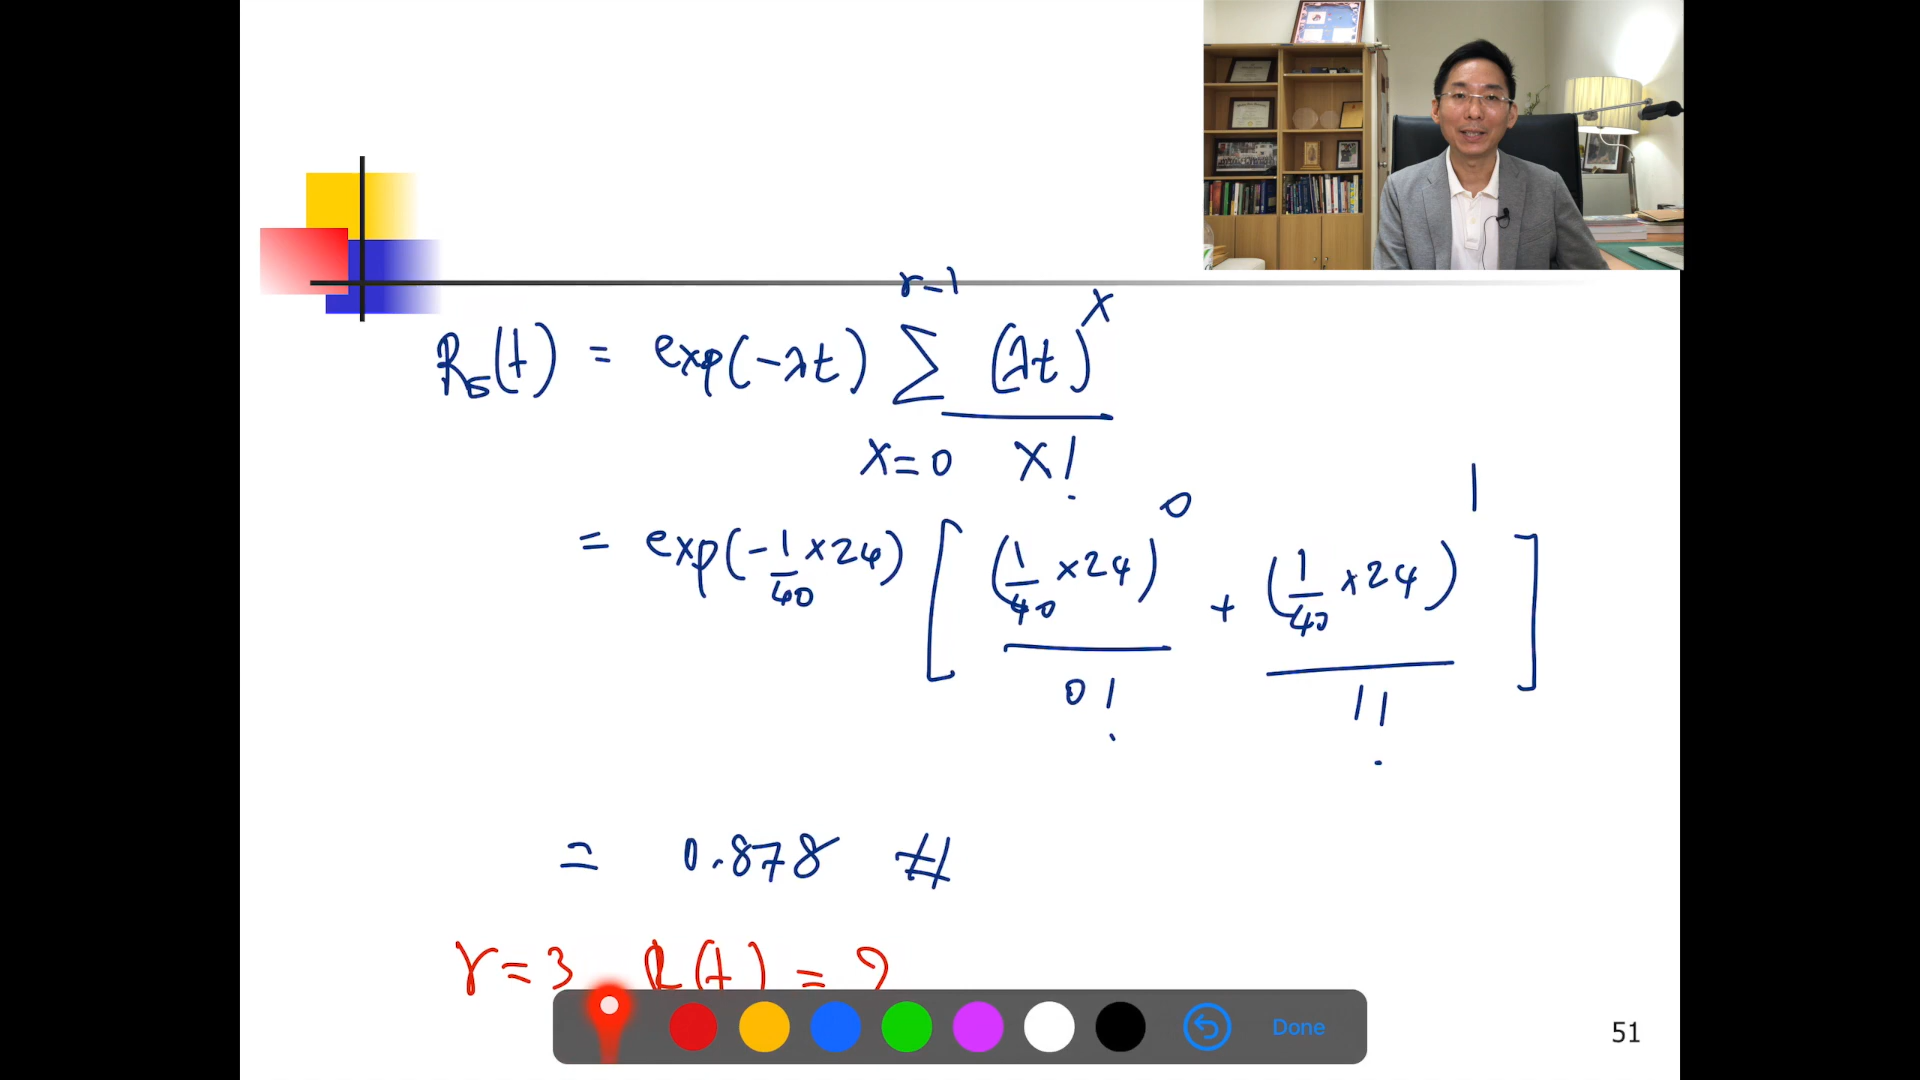 R_s(t) = exp(-λt) ∑_{x=0}^{r-1} (λt)^x / x!
= exp(-1/40 × 24) [ (1/40 × 24)^0 / 0! + (1/40 × 24)^1 / 1! ]
= 0.878 #
r = 3 R(t) = ?
Done
51